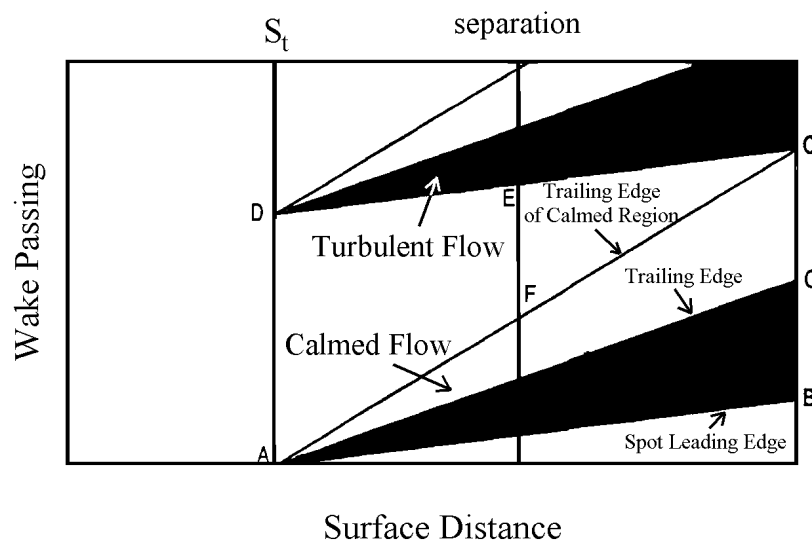 St
separation
C
D
E
Trailing Edge
of Calmed Region
Turbulent Flow
Wake Passing
F
Trailing Edge
C
Calmed Flow
B
Spot Leading Edge
A
Surface Distance